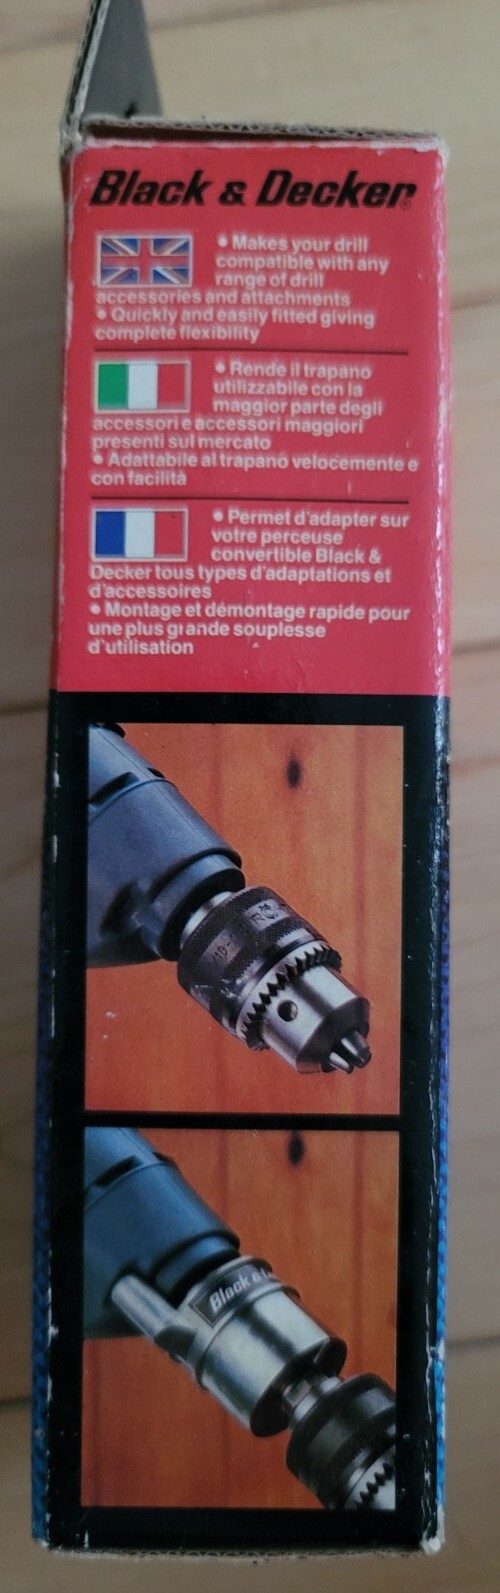 Black & Decker®
• Makes your drill
compatible with any
range of drill
accessories and attachments
• Quickly and easily fitted giving
complete flexibility
• Rende il trapano
utilizzabile con la
maggior parte degli
accessori e accessori maggiori
presenti sul mercato
• Adattabile al trapano velocemente e
con facilità
• Permet d'adapter sur
votre perceuse
convertible Black &
Decker tous types d'adaptations et
d'accessoires
• Montage et démontage rapide pour
une plus grande souplesse
d'utilisation
Black &